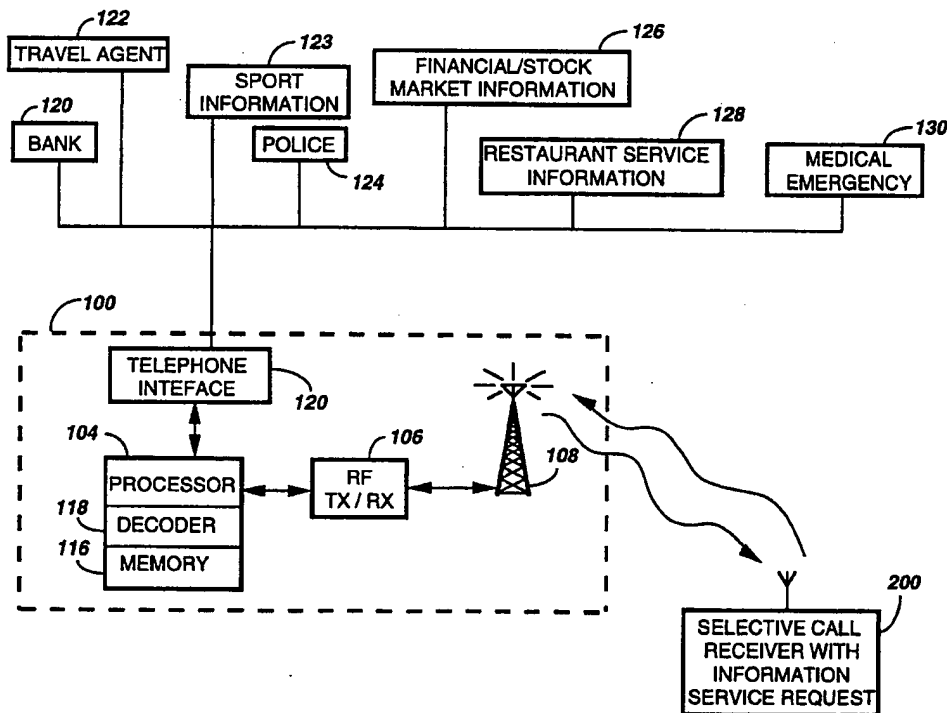 122
TRAVEL AGENT
123
SPORT
INFORMATION
126
FINANCIAL/STOCK
MARKET INFORMATION
120
BANK
POLICE
124
128
RESTAURANT SERVICE
INFORMATION
130
MEDICAL
EMERGENCY
100
TELEPHONE
INTEFACE
120
104
PROCESSOR
118
DECODER
116
MEMORY
106
RF
TX / RX
108
200
SELECTIVE CALL
RECEIVER WITH
INFORMATION
SERVICE REQUEST